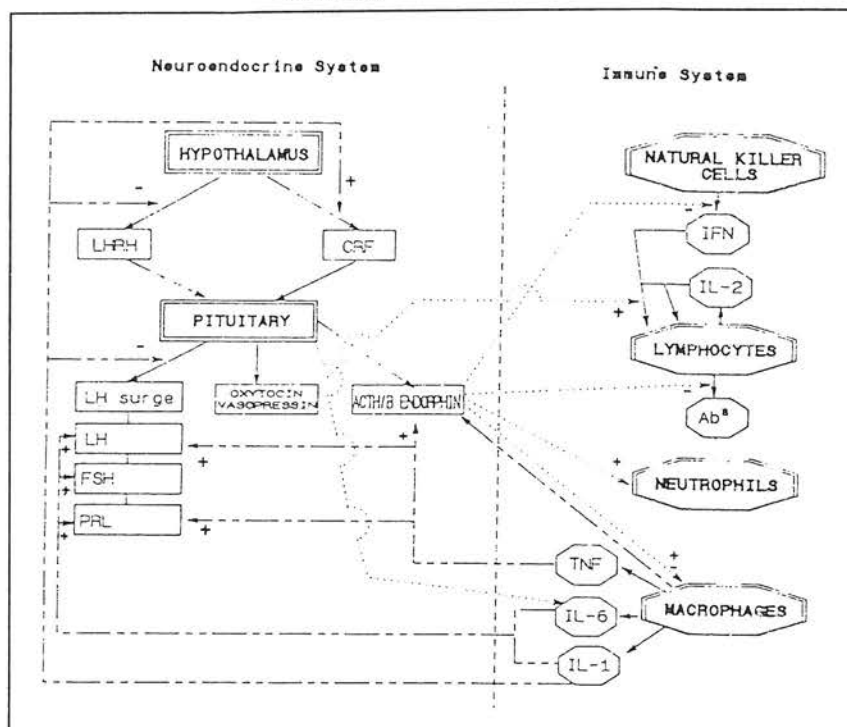 Neuroendocrine System
Immune System
HYPOTHALAMUS
NATURAL KILLER
CELLS
+
-
-
LHRH
CRF
IFN
IL-2
PITUITARY
+
-
LYMPHOCYTES
LH surge
OXYTOCIN
VASOPRESSIN
ACTH/B ENDORPHIN
-
Ab⁸
LH
+
+
+
+
NEUTROPHILS
FSH
+
PRL
+
+
TNF
+
-
IL-6
MACROPHAGES
IL-1